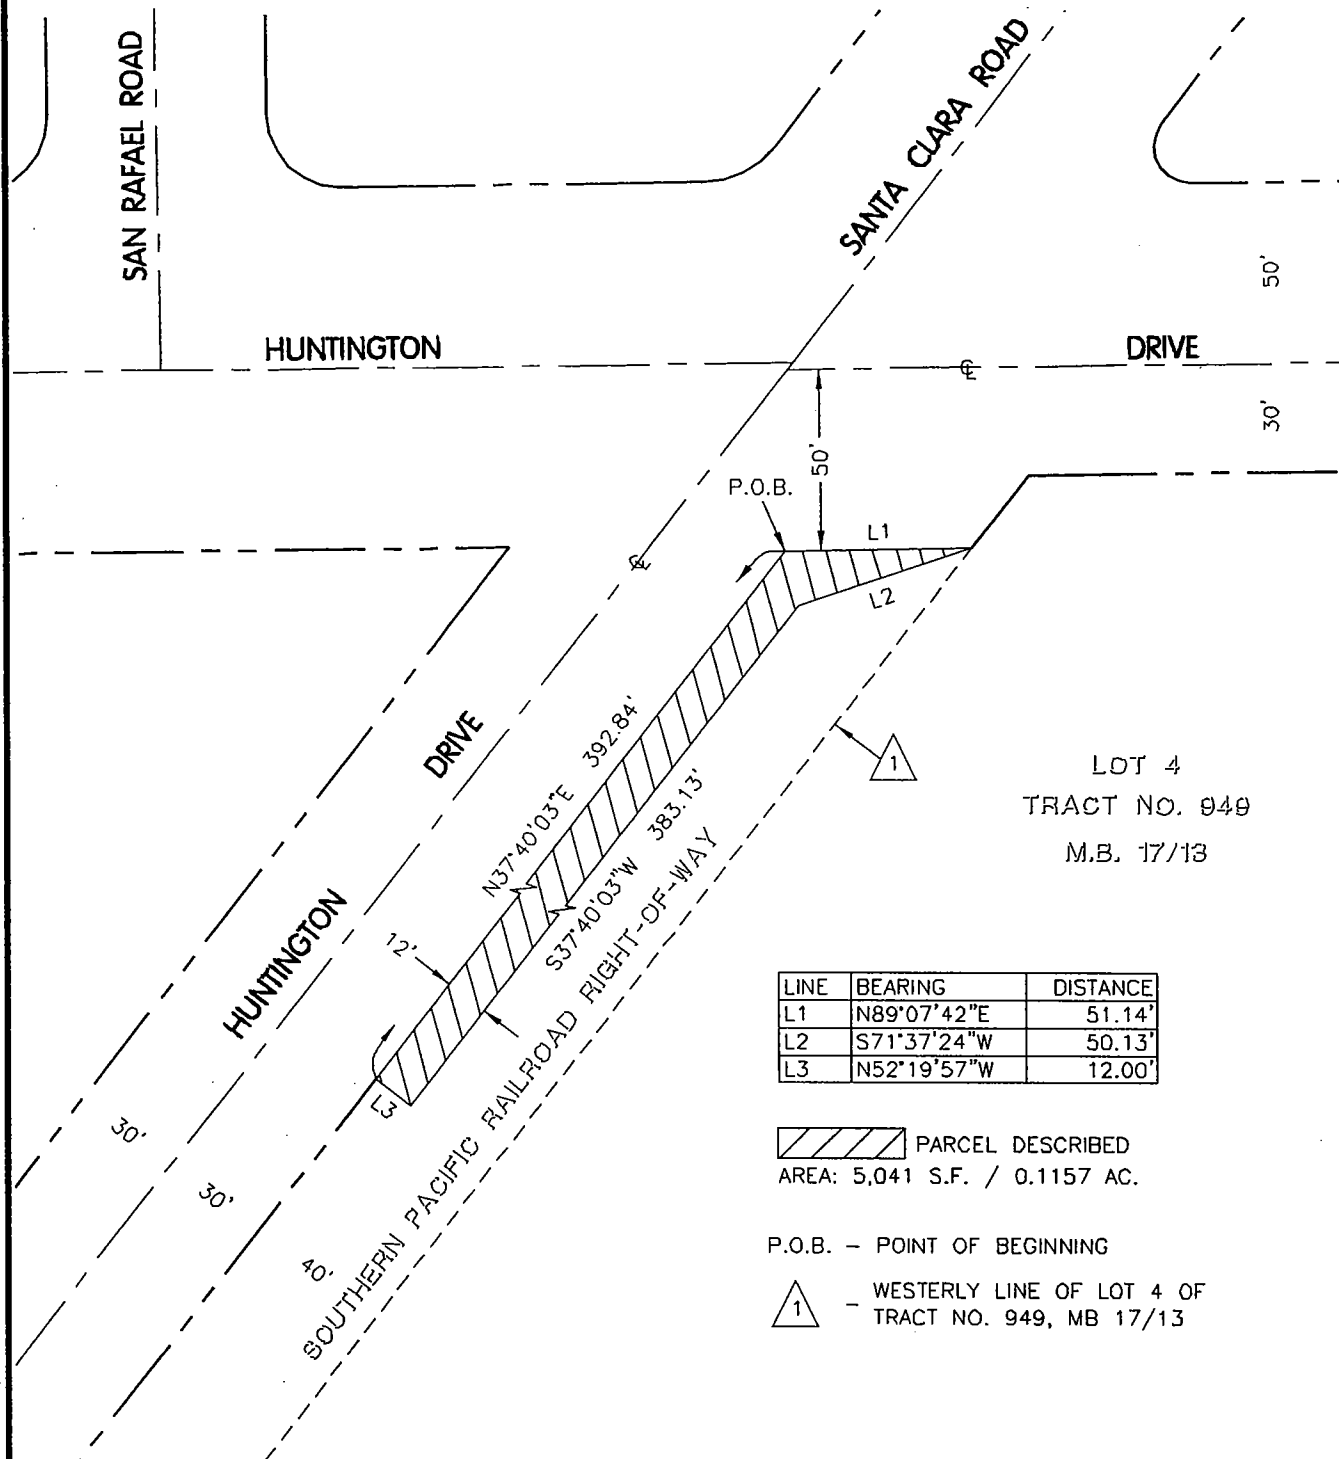 SAN RAFAEL ROAD
SANTA CLARA ROAD
50'
HUNTINGTON
DRIVE
℄
30'
50'
P.O.B.
L1
℄
L2
DRIVE
N37°40'03"E 392.84'
S37°40'03"W 383.13'
1
LOT 4
TRACT NO. 949
M.B. 17/13
HUNTINGTON
12'
SOUTHERN PACIFIC RAILROAD RIGHT-OF-WAY
L3
30'
30'
40'
LINE BEARING DISTANCE
L1 N89°07'42"E 51.14'
L2 S71°37'24"W 50.13'
L3 N52°19'57"W 12.00'
PARCEL DESCRIBED
AREA: 5,041 S.F. / 0.1157 AC.
P.O.B. - POINT OF BEGINNING
1 - WESTERLY LINE OF LOT 4 OF
TRACT NO. 949, MB 17/13